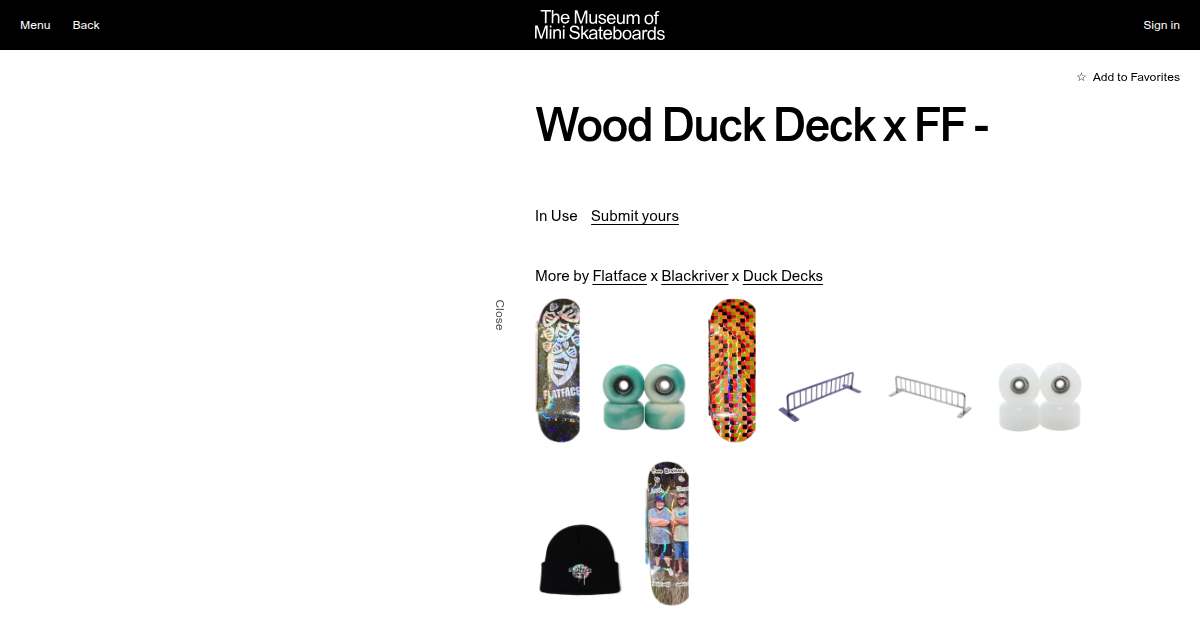 Menu
Back
The Museum of
Mini Skateboards
Sign in
☆ Add to Favorites
Wood Duck Deck x FF -
In Use
Submit yours
More by Flatface x Blackriver x Duck Decks
Close
FLATFACE